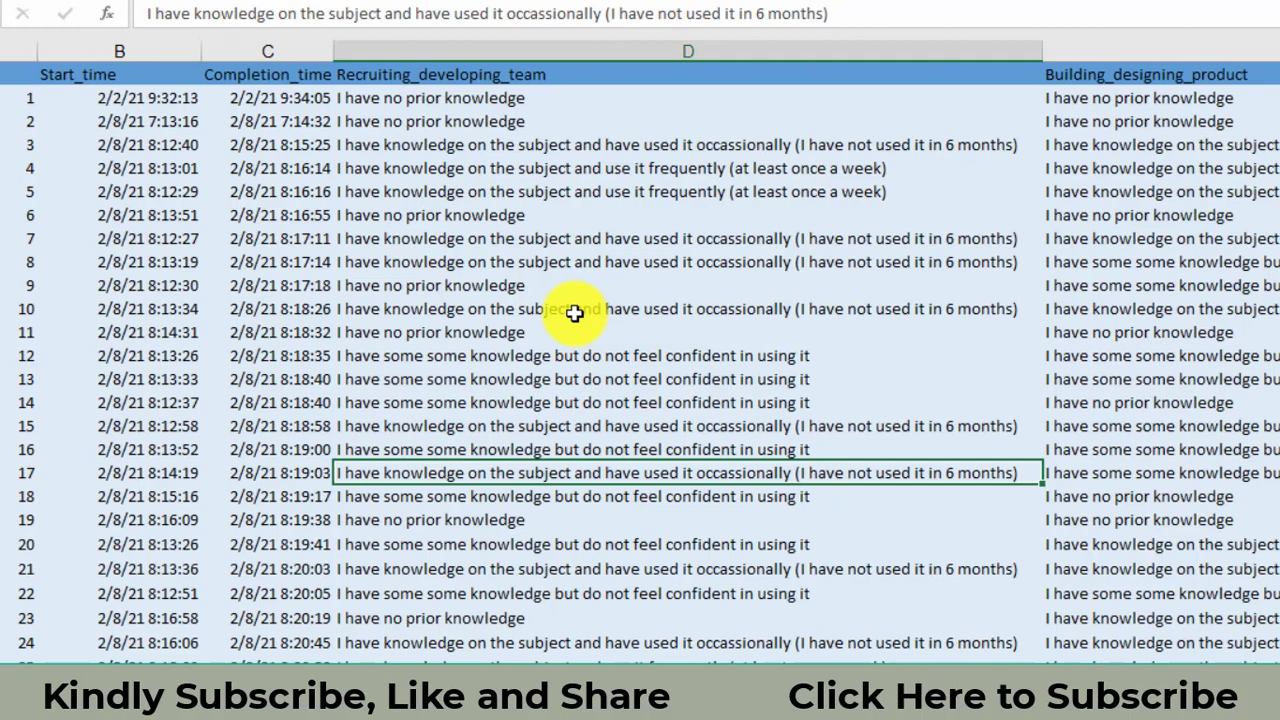 fx I have knowledge on the subject and have used it occassionally (I have not used it in 6 months)
B C D
Start_time Completion_time Recruiting_developing_team Building_designing_product
1 2/2/21 9:32:13 2/2/21 9:34:05 I have no prior knowledge I have no prior knowledge
2 2/8/21 7:13:16 2/8/21 7:14:32 I have no prior knowledge I have no prior knowledge
3 2/8/21 8:12:40 2/8/21 8:15:25 I have knowledge on the subject and have used it occassionally (I have not used it in 6 months) I have knowledge on the subject
4 2/8/21 8:13:01 2/8/21 8:16:14 I have knowledge on the subject and use it frequently (at least once a week) I have knowledge on the subject
5 2/8/21 8:12:29 2/8/21 8:16:16 I have knowledge on the subject and use it frequently (at least once a week) I have knowledge on the subject
6 2/8/21 8:13:51 2/8/21 8:16:55 I have no prior knowledge I have no prior knowledge
7 2/8/21 8:12:27 2/8/21 8:17:11 I have knowledge on the subject and have used it occassionally (I have not used it in 6 months) I have knowledge on the subject
8 2/8/21 8:13:19 2/8/21 8:17:14 I have knowledge on the subject and have used it occassionally (I have not used it in 6 months) I have some some knowledge bu
9 2/8/21 8:12:30 2/8/21 8:17:18 I have no prior knowledge I have some some knowledge bu
10 2/8/21 8:13:34 2/8/21 8:18:26 I have knowledge on the subject and have used it occassionally (I have not used it in 6 months) I have knowledge on the subject
11 2/8/21 8:14:31 2/8/21 8:18:32 I have no prior knowledge I have no prior knowledge
12 2/8/21 8:13:26 2/8/21 8:18:35 I have some some knowledge but do not feel confident in using it I have some some knowledge bu
13 2/8/21 8:13:33 2/8/21 8:18:40 I have some some knowledge but do not feel confident in using it I have some some knowledge bu
14 2/8/21 8:12:37 2/8/21 8:18:40 I have some some knowledge but do not feel confident in using it I have no prior knowledge
15 2/8/21 8:12:58 2/8/21 8:18:58 I have knowledge on the subject and have used it occassionally (I have not used it in 6 months) I have some some knowledge bu
16 2/8/21 8:13:52 2/8/21 8:19:00 I have some some knowledge but do not feel confident in using it I have some some knowledge bu
17 2/8/21 8:14:19 2/8/21 8:19:03 I have knowledge on the subject and have used it occassionally (I have not used it in 6 months) I have some some knowledge bu
18 2/8/21 8:15:16 2/8/21 8:19:17 I have some some knowledge but do not feel confident in using it I have no prior knowledge
19 2/8/21 8:16:09 2/8/21 8:19:38 I have no prior knowledge I have no prior knowledge
20 2/8/21 8:13:26 2/8/21 8:19:41 I have some some knowledge but do not feel confident in using it I have knowledge on the subject
21 2/8/21 8:13:36 2/8/21 8:20:03 I have knowledge on the subject and have used it occassionally (I have not used it in 6 months) I have knowledge on the subject
22 2/8/21 8:12:51 2/8/21 8:20:05 I have some some knowledge but do not feel confident in using it I have some some knowledge bu
23 2/8/21 8:16:58 2/8/21 8:20:19 I have no prior knowledge I have knowledge on the subject
24 2/8/21 8:16:06 2/8/21 8:20:45 I have knowledge on the subject and have used it occassionally (I have not used it in 6 months) I have knowledge on the subject
Kindly Subscribe, Like and Share Click Here to Subscribe